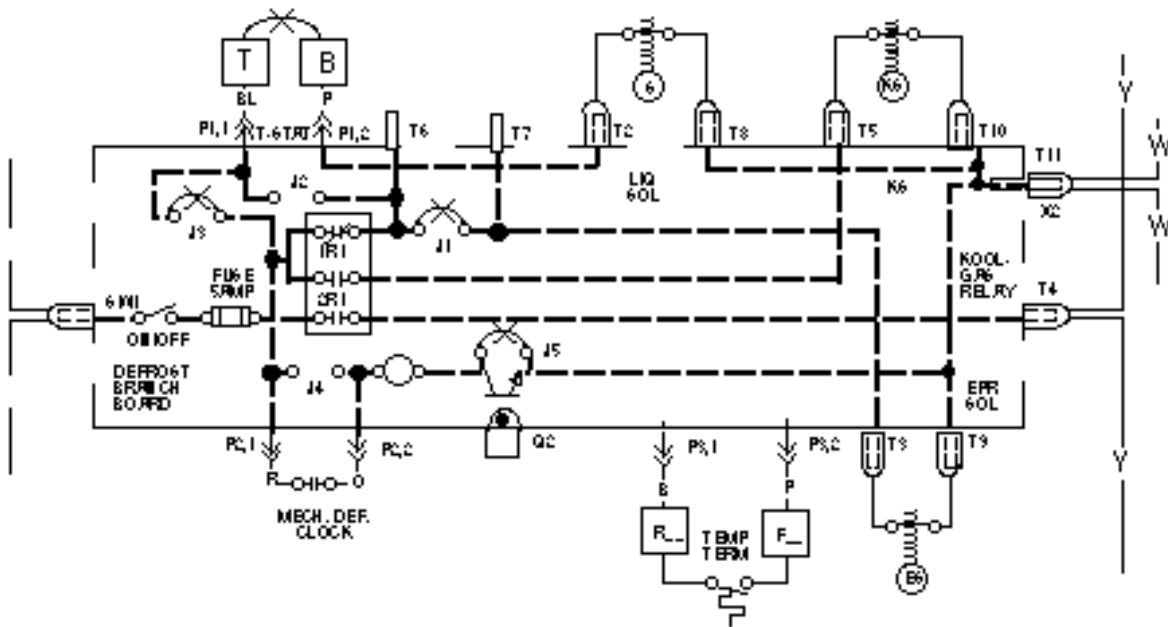 T
B
BL
P
P1,1
T-STAT
P1,2
T6
T7
T2
T8
T5
T10
K6
T11
Y
W
W
LIQ
SOL
K6
X2
J2
J3
J1
1R1
2R1
KOOL-
GAS
RELAY
T4
FUSE
5AMP
ON/OFF
J5
J4
DEFROST
BRANCH
BOARD
EPR
SOL
P2,1
P2,2
Q2
P3,1
P3,2
T3
T9
Y
R
O
B
P
MECH. DEF.
CLOCK
TEMP
TERM